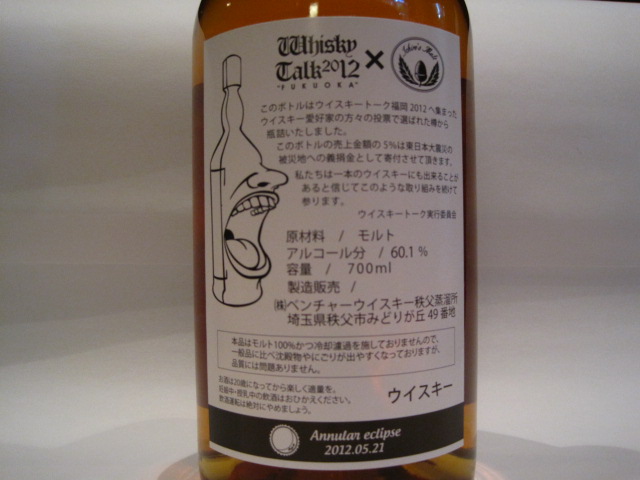 Whisky
Talk 2012
"FUKUOKA"
×
Ichiro's Malt
このボトルはウイスキートーク福岡2012へ集まった
ウイスキー愛好家の方々の投票で選ばれた樽から
瓶詰いたしました。
このボトルの売上金額の5%は東日本大震災の
被災地への義捐金として寄付させて頂きます。
私たちは一本のウイスキーにも出来ることが
あると信じてこのような取り組みを続けて
参ります。
ウイスキートーク実行委員会
原材料 / モルト
アルコール分 / 60.1 %
容量 / 700ml
製造販売 /
㈱ベンチャーウイスキー秩父蒸溜所
埼玉県秩父市みどりが丘49番地
本品はモルト100%かつ冷却濾過を施しておりませんので、
一般品に比べ沈殿物やにごりが出やすくなっておりますが、
品質には問題ありません。
お酒は20歳になってから楽しく適量を。
妊娠中・授乳中の飲酒はおひかえください。
飲酒運転は絶対にやめましょう。
ウイスキー
Annular eclipse
2012.05.21